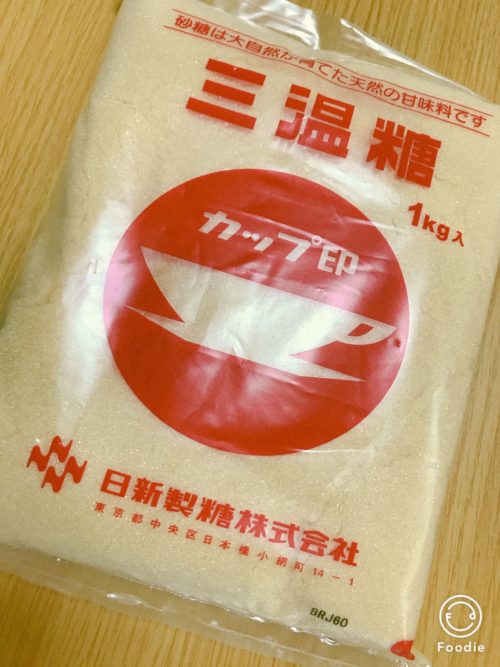 砂糖は大自然が育てた天然の甘味料です
三温糖
1kg入
カップ印
日新製糖株式会社
東京都中央区日本橋小網町14-1
BRJ60
Foodie